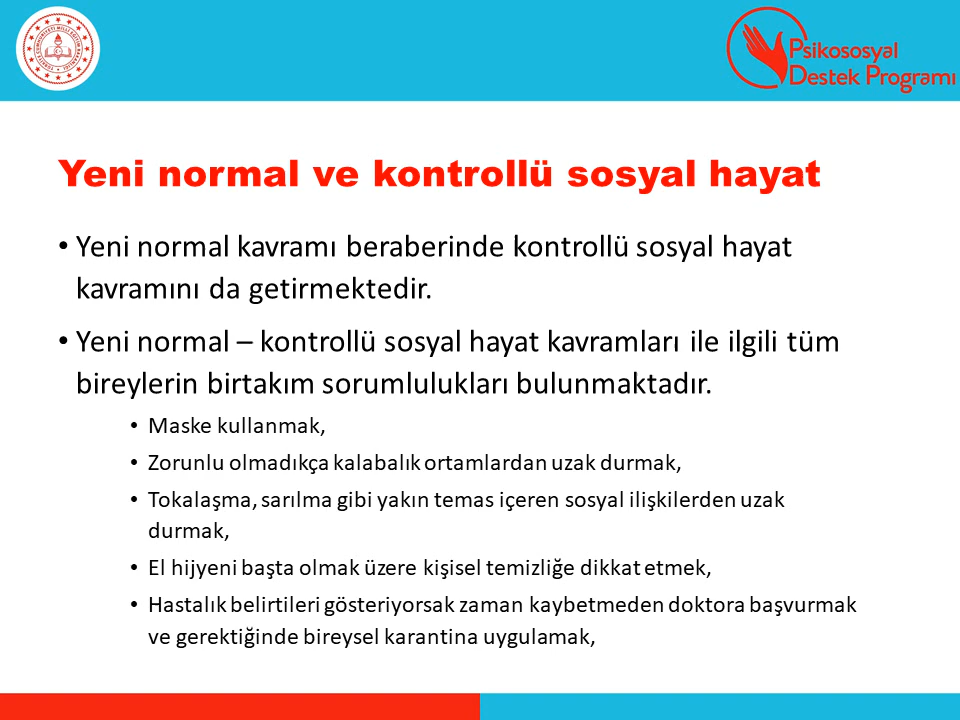 Psikososyal
Destek Programı
Yeni normal ve kontrollü sosyal hayat
• Yeni normal kavramı beraberinde kontrollü sosyal hayat
kavramını da getirmektedir.
• Yeni normal – kontrollü sosyal hayat kavramları ile ilgili tüm
bireylerin birtakım sorumlulukları bulunmaktadır.
• Maske kullanmak,
• Zorunlu olmadıkça kalabalık ortamlardan uzak durmak,
• Tokalaşma, sarılma gibi yakın temas içeren sosyal ilişkilerden uzak
durmak,
• El hijyeni başta olmak üzere kişisel temizliğe dikkat etmek,
• Hastalık belirtileri gösteriyorsak zaman kaybetmeden doktora başvurmak
ve gerektiğinde bireysel karantina uygulamak,